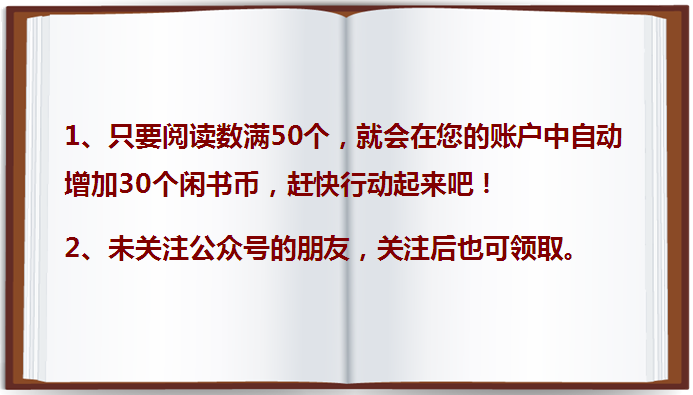 1、只要阅读数满50个，就会在您的账户中自动
增加30个闲书币，赶快行动起来吧！
2、未关注公众号的朋友，关注后也可领取。